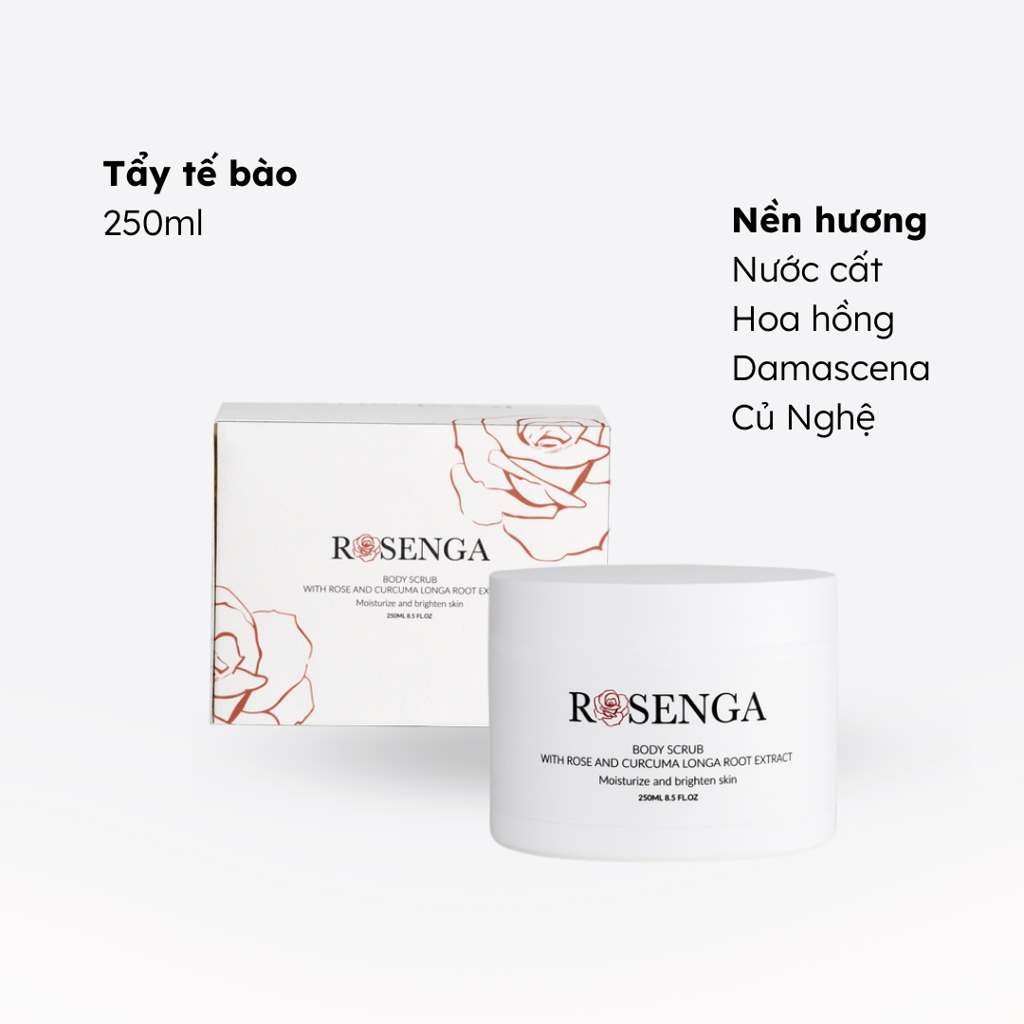 Tẩy tế bào
250ml
Nền hương
Nước cất
Hoa hồng
Damascena
Củ Nghệ
ROSENGA
BODY SCRUB
WITH ROSE AND CURCUMA LONGA ROOT
Moisturize and brighten skin
250ML 8.5 FL.OZ
ROSENGA
BODY SCRUB
WITH ROSE AND CURCUMA LONGA ROOT EXTRACT
Moisturize and brighten skin
250ML 8.5 FL.OZ